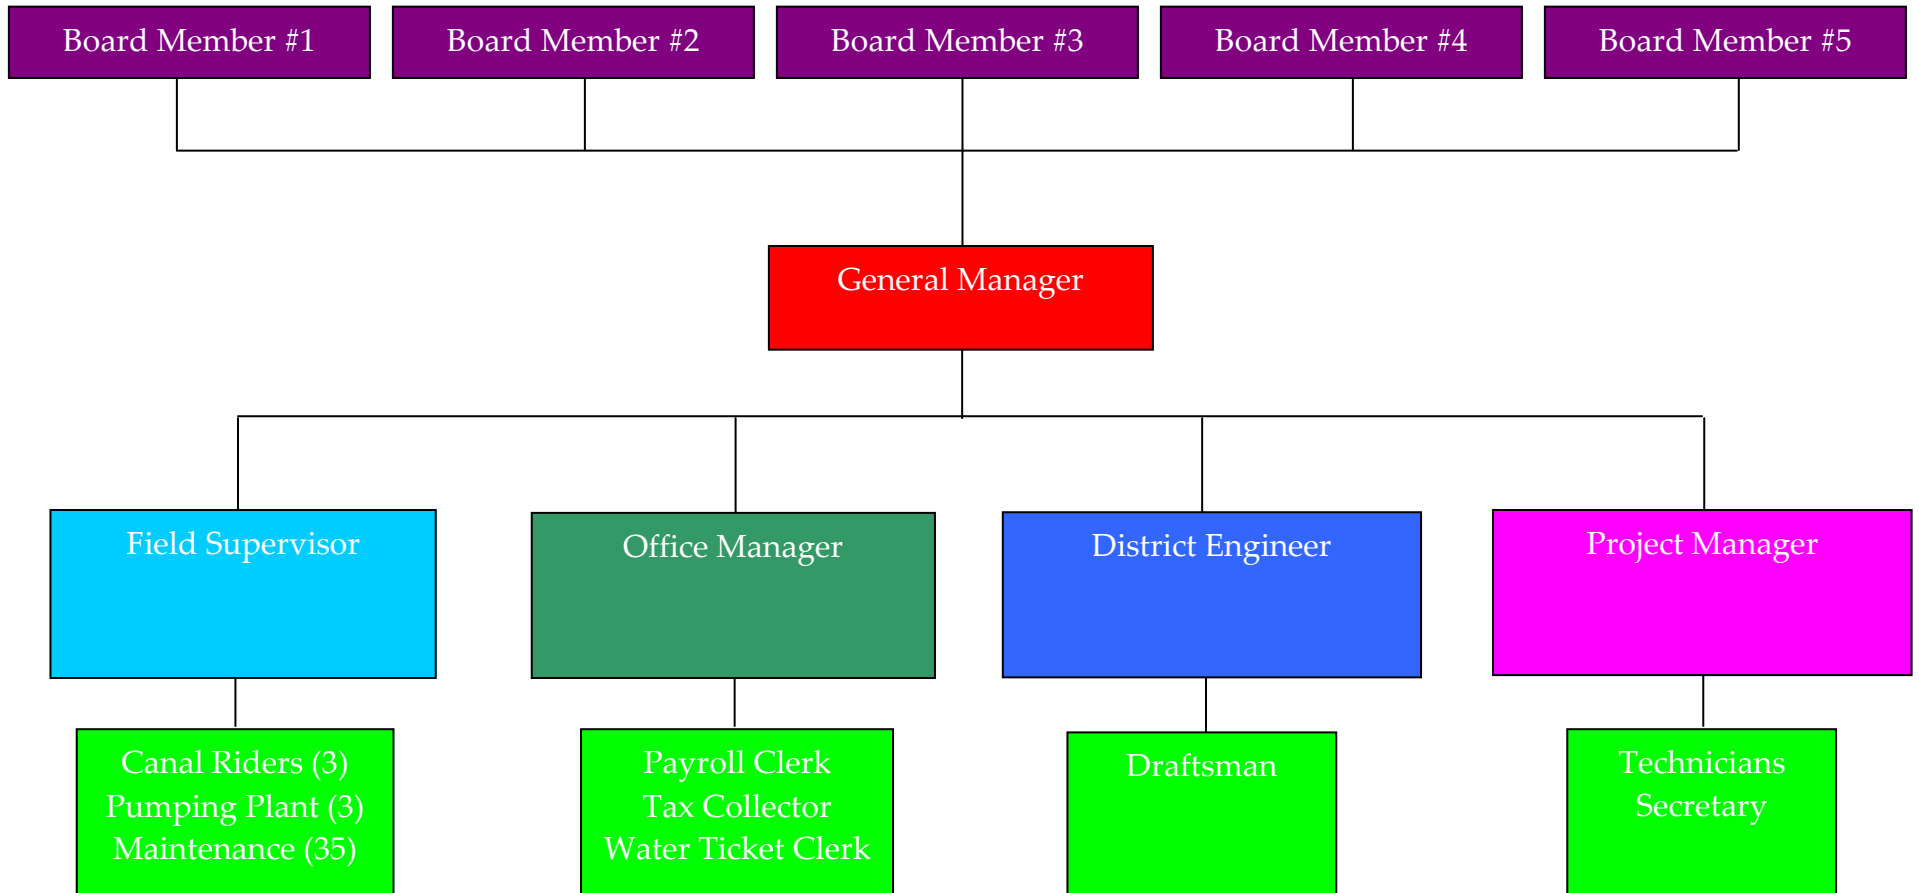 Board Member #1
Board Member #2
Board Member #3
Board Member #4
Board Member #5
General Manager
Field Supervisor
Office Manager
District Engineer
Project Manager
Canal Riders (3)
Pumping Plant (3)
Maintenance (35)
Payroll Clerk
Tax Collector
Water Ticket Clerk
Draftsman
Technicians
Secretary